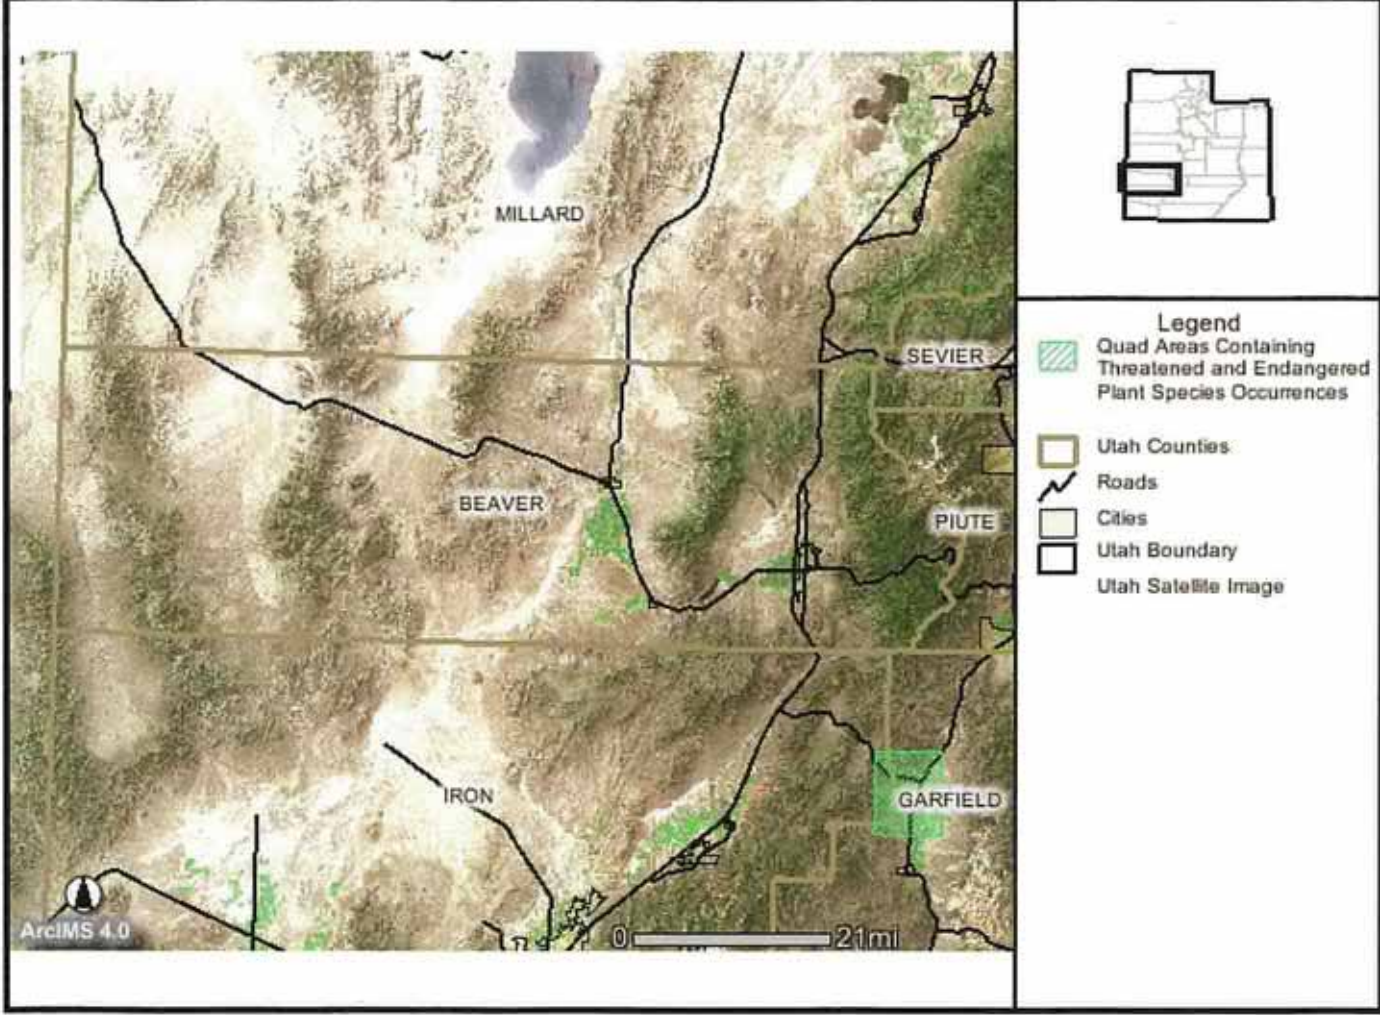 MILLARD
SEVIER
BEAVER
PIUTE
IRON
GARFIELD
ArcIMS 4.0
0 21mi
Legend
Quad Areas Containing
Threatened and Endangered
Plant Species Occurrences
Utah Counties
Roads
Cities
Utah Boundary
Utah Satellite Image